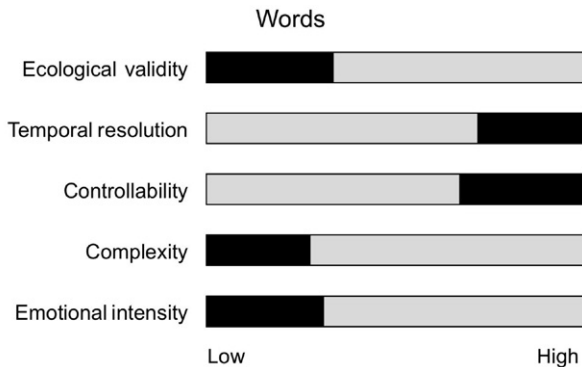 Words
Ecological validity
Temporal resolution
Controllability
Complexity
Emotional intensity
Low High